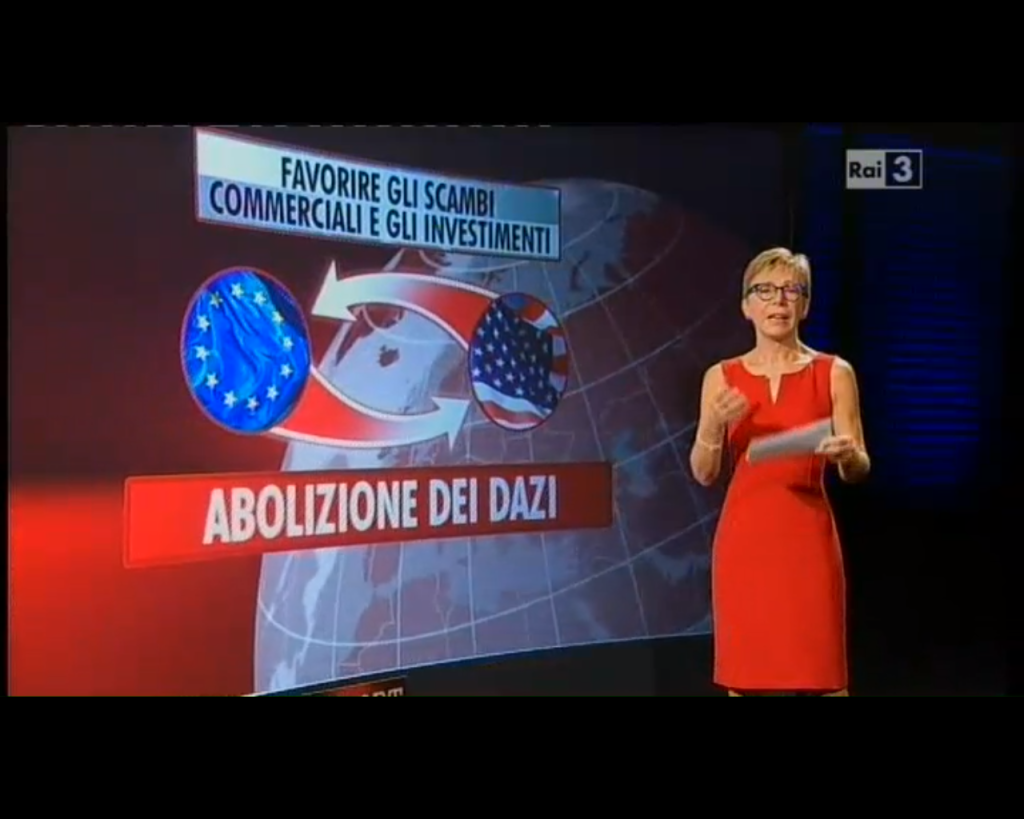 FAVORIRE GLI SCAMBI
COMMERCIALI E GLI INVESTIMENTI
Rai 3
ABOLIZIONE DEI DAZI